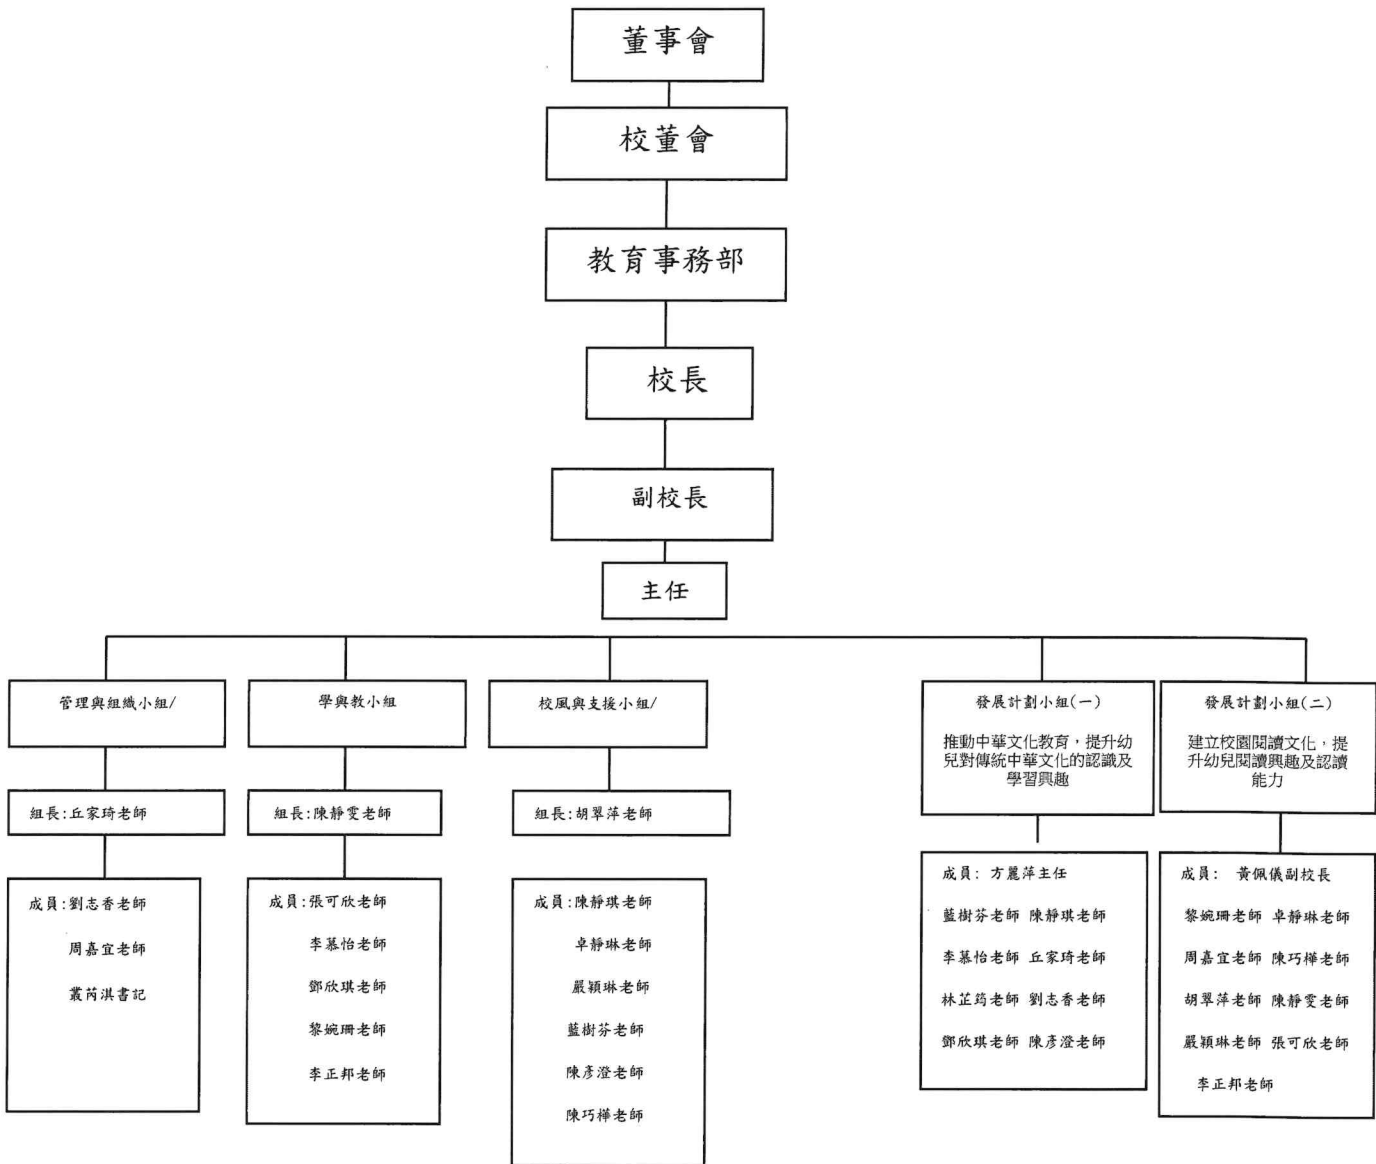 董事會
校董會
教育事務部
校長
副校長
主任
管理與組織小組/
組長:丘家琦老師
成員:劉志香老師
周嘉宜老師
叢芮淇書記
學與教小組
組長:陳靜雯老師
成員:張可欣老師
李慕怡老師
鄧欣琪老師
黎婉珊老師
李正邦老師
校風與支援小組/
組長:胡翠萍老師
成員:陳靜琪老師
卓靜琳老師
嚴穎琳老師
藍樹芬老師
陳彥澄老師
陳巧樺老師
發展計劃小組(一)
推動中華文化教育，提升幼
兒對傳統中華文化的認識及
學習興趣
成員: 方麗萍主任
藍樹芬老師 陳靜琪老師
李慕怡老師 丘家琦老師
林芷筠老師 劉志香老師
鄧欣琪老師 陳彥澄老師
發展計劃小組(二)
建立校園閱讀文化，提
升幼兒閱讀興趣及認讀
能力
成員: 黃佩儀副校長
黎婉珊老師 卓靜琳老師
周嘉宜老師 陳巧樺老師
胡翠萍老師 陳靜雯老師
嚴穎琳老師 張可欣老師
李正邦老師